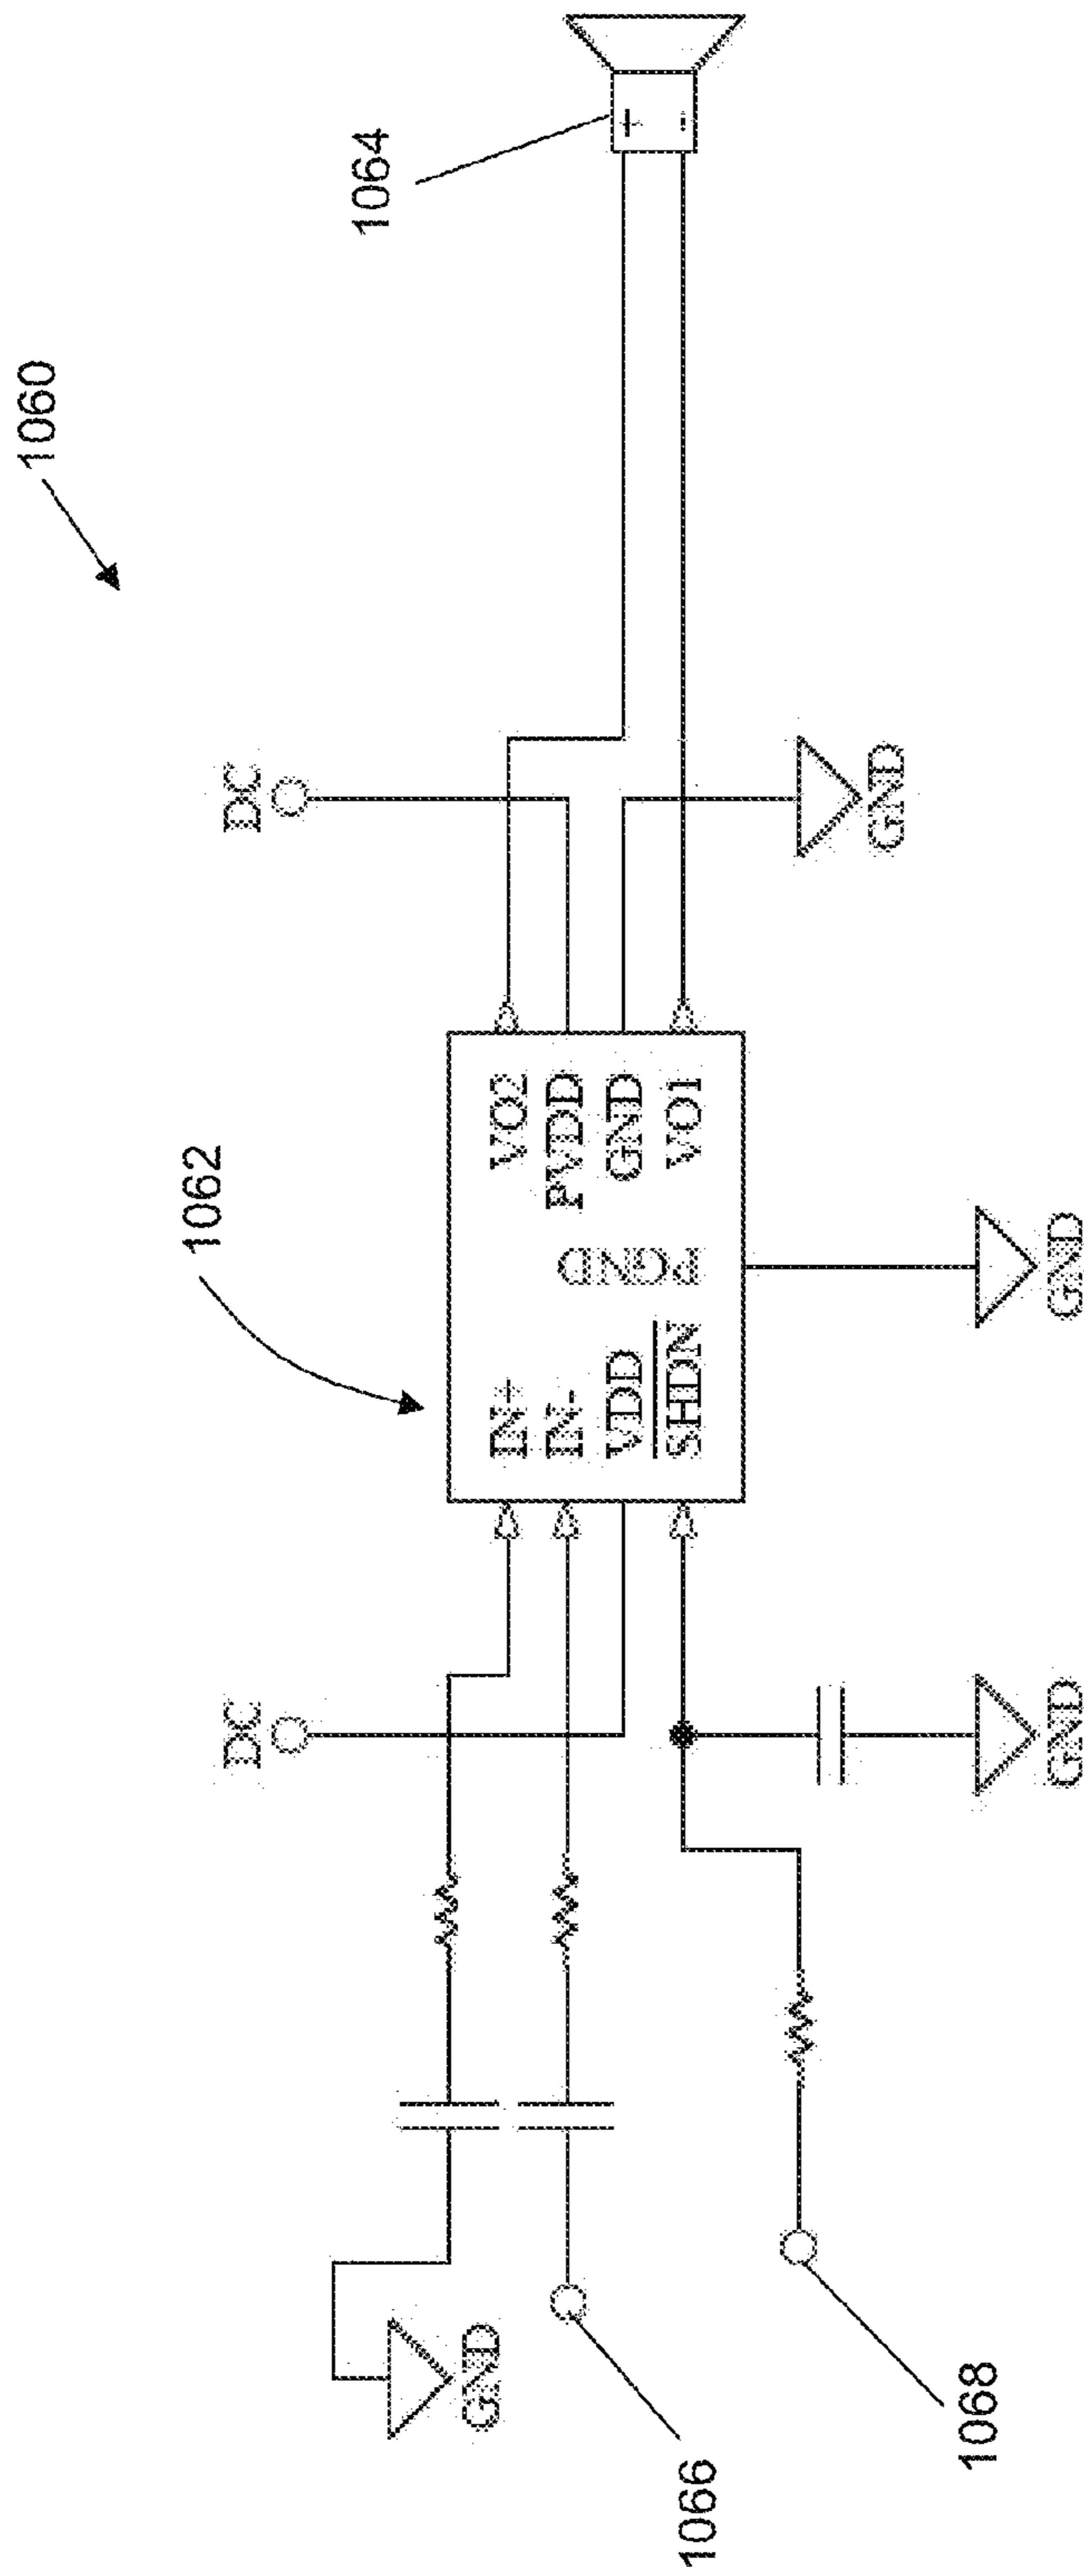 1060
1064
1062
DC
DC
IN+
IN-
VDD
SHDN
PGND
VO2
PVDD
GND
VO1
GND
GND
GND
GND
1066
1068